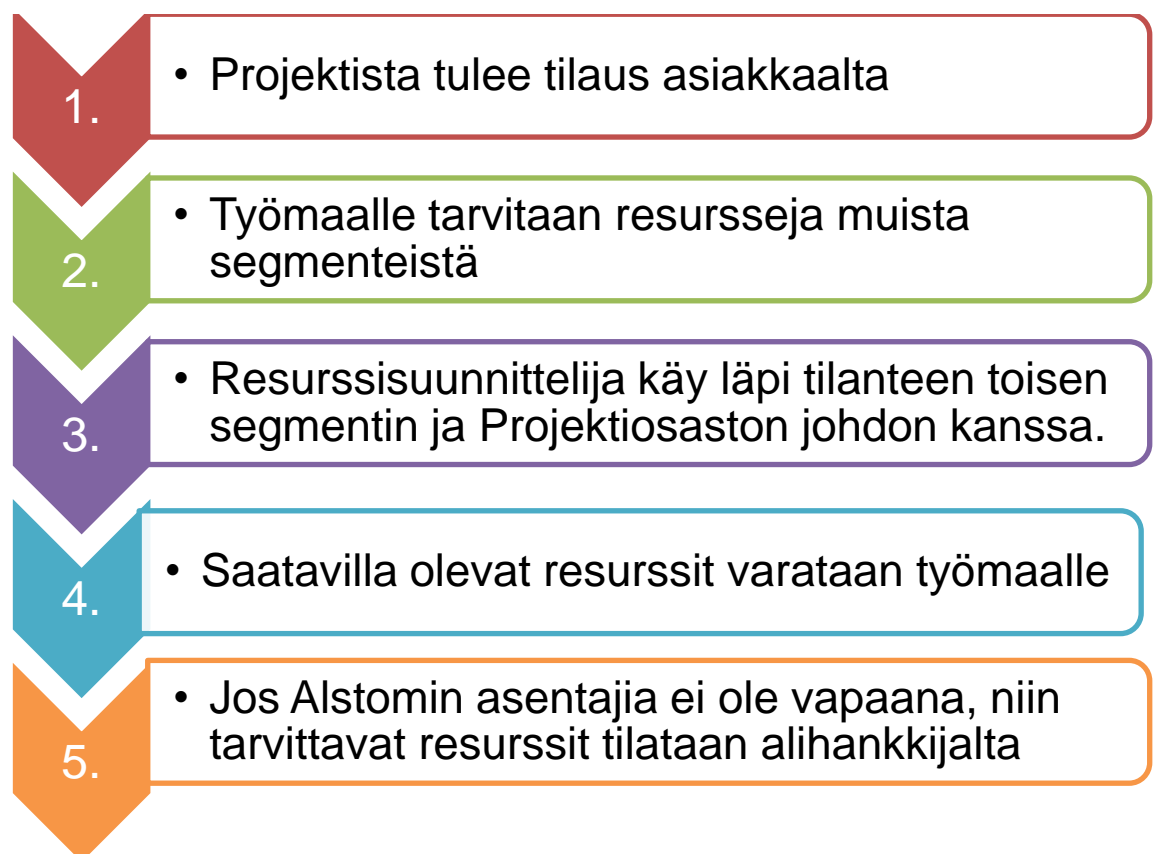 1.
• Projektista tulee tilaus asiakkaalta
2.
• Työmaalle tarvitaan resursseja muista
segmenteistä
3.
• Resurssisuunnittelija käy läpi tilanteen toisen
segmentin ja Projektiosaston johdon kanssa.
4.
• Saatavilla olevat resurssit varataan työmaalle
5.
• Jos Alstomin asentajia ei ole vapaana, niin
tarvittavat resurssit tilataan alihankkijalta